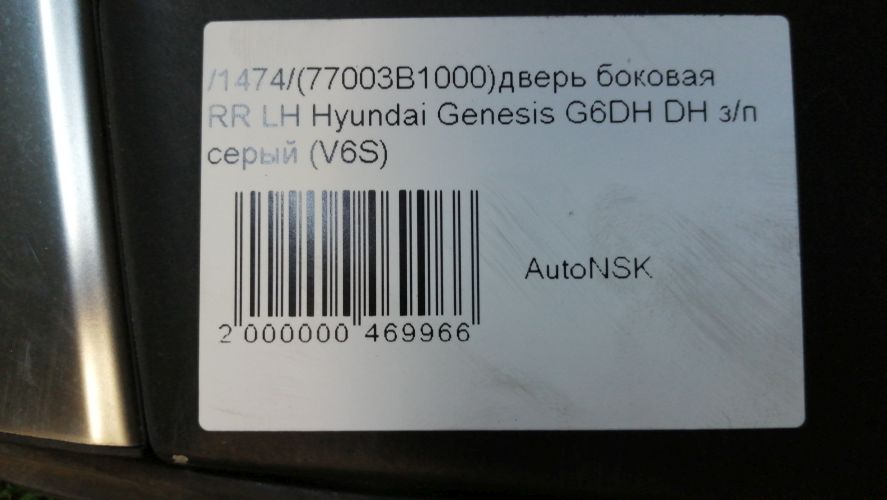 /1474/(77003B1000)дверь боковая
RR LH Hyundai Genesis G6DH DH з/п
серый (V6S)
AutoNSK
2 000000 469966